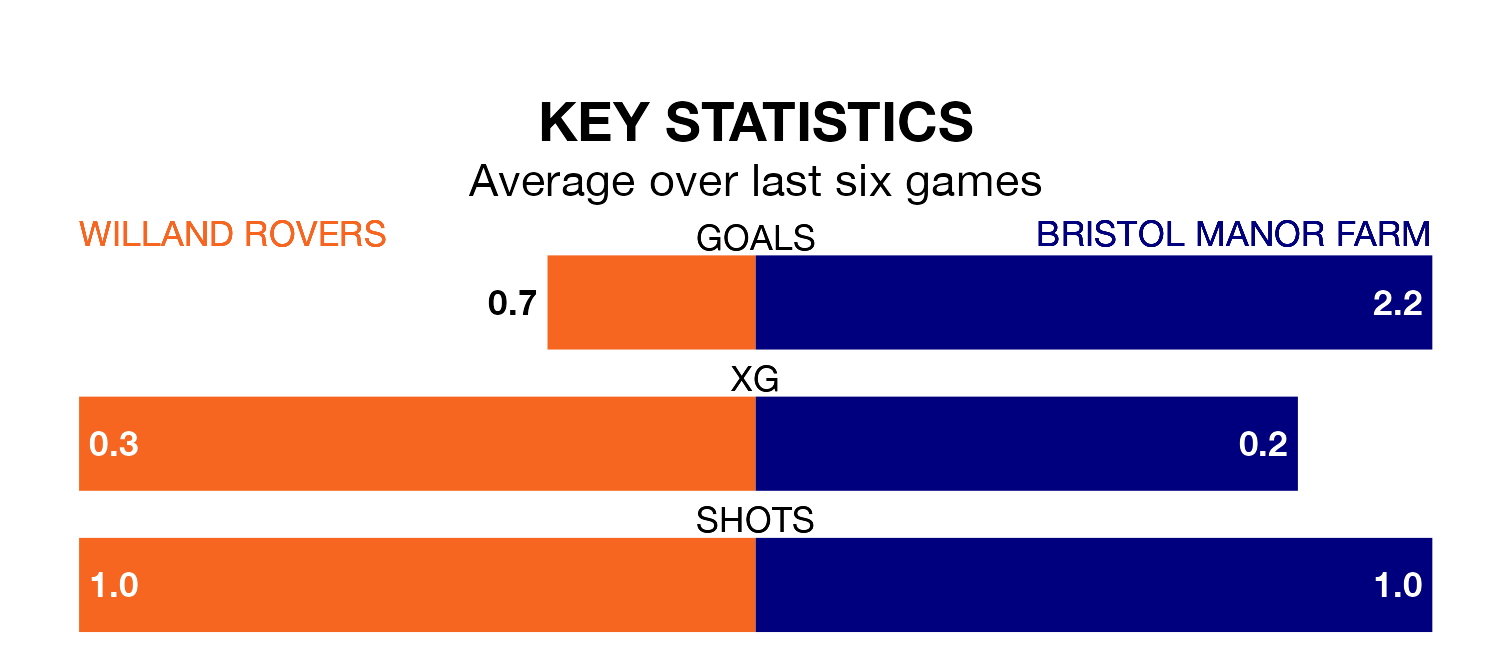 KEY STATISTICS
Average over last six games
WILLAND ROVERS
GOALS
BRISTOL MANOR FARM
0.7
2.2
XG
0.3
0.2
SHOTS
1.0
1.0